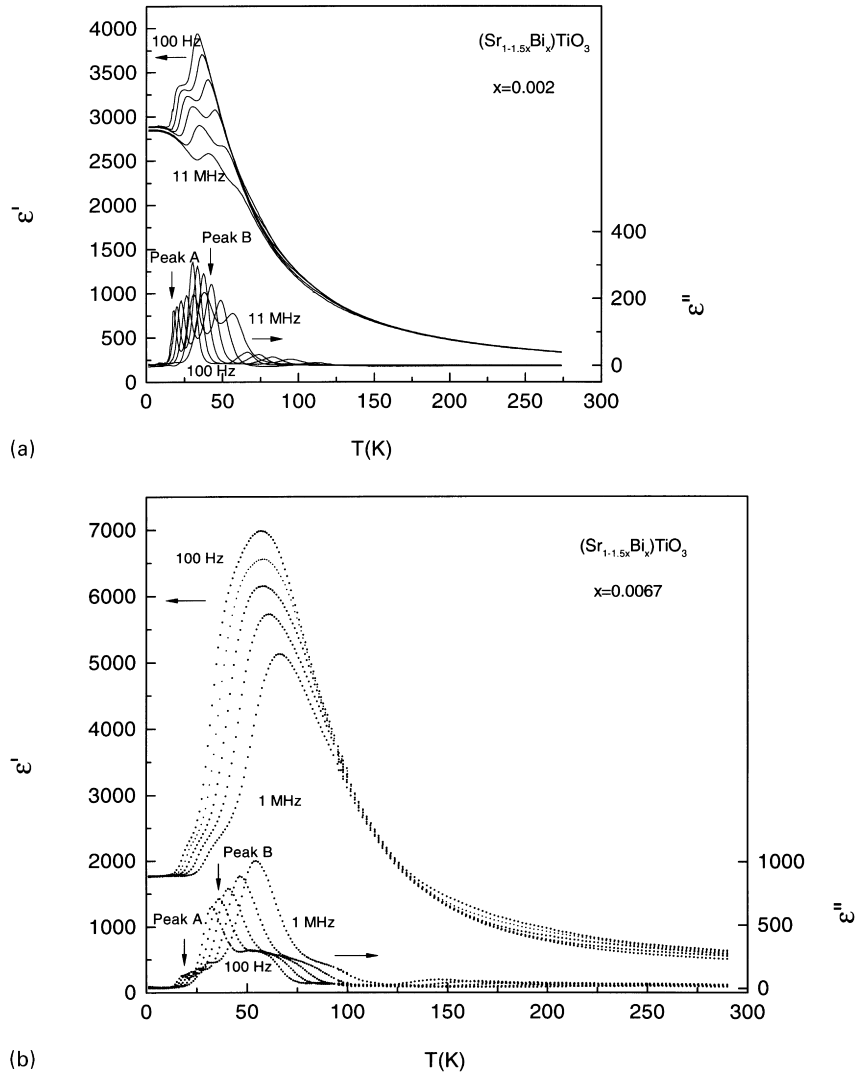 4000
3500
3000
2500
2000
1500
1000
500
0
ε'
100 Hz
11 MHz
(Sr1-1.5xBix)TiO3
x=0.002
Peak A
Peak B
11 MHz
100 Hz
400
200
0
ε"
0 50 100 150 200 250 300
(a)
T(K)
7000
6000
5000
4000
3000
2000
1000
0
ε'
100 Hz
1 MHz
(Sr1-1.5xBix)TiO3
x=0.0067
Peak A
Peak B
1 MHz
100 Hz
1000
500
0
ε"
0 50 100 150 200 250 300
(b)
T(K)